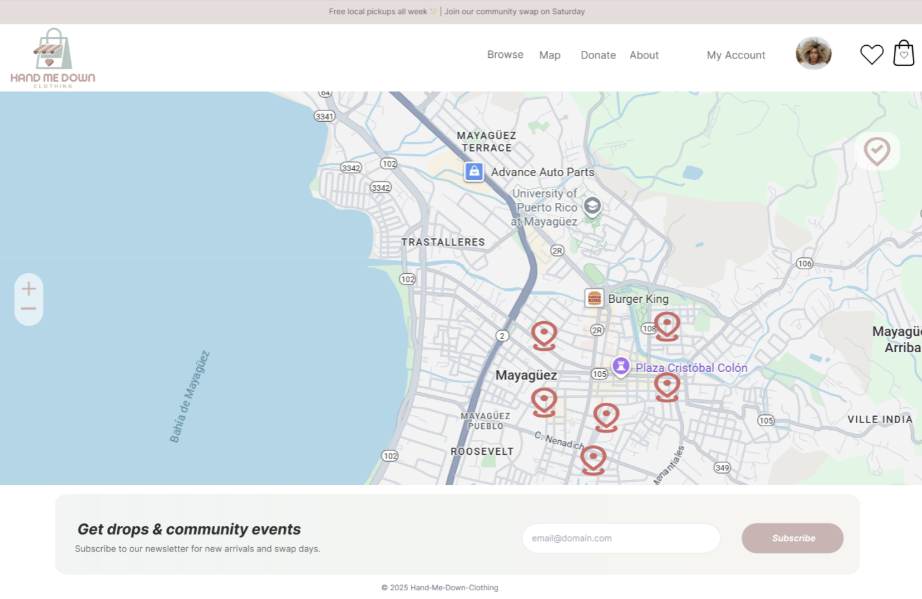 Free local pickups all week ✨ | Join our community swap on Saturday
HAND ME DOWN
CLOTHING
Browse
Map
Donate
About
My Account
64
3341
MAYAGÜEZ
TERRACE
3342
102
Advance Auto Parts
3342
University of
Puerto Rico
at Mayagüez
TRASTALLERES
2R
106
102
Burger King
2
2R
108
Mayagüe
Arriba
Bahía de Mayagüez
Plaza Cristóbal Colón
Mayagüez
105
MAYAGÜEZ
PUEBLO
105
VILLE INDIA
C. Nenadich
ROOSEVELT
102
Manantiales
349
Get drops & community events
Subscribe to our newsletter for new arrivals and swap days.
email@domain.com
Subscribe
© 2025 Hand-Me-Down-Clothing